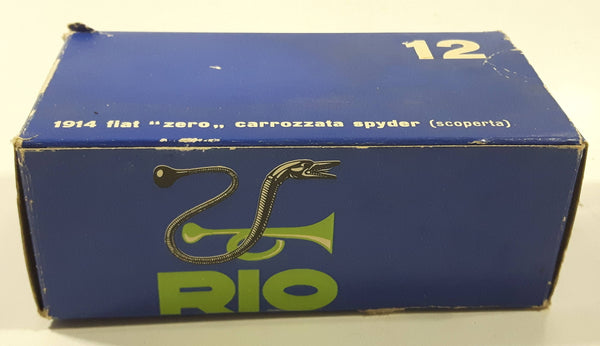 12
1914 fiat “zero„ carrozzata spyder (scoperta)
RIO